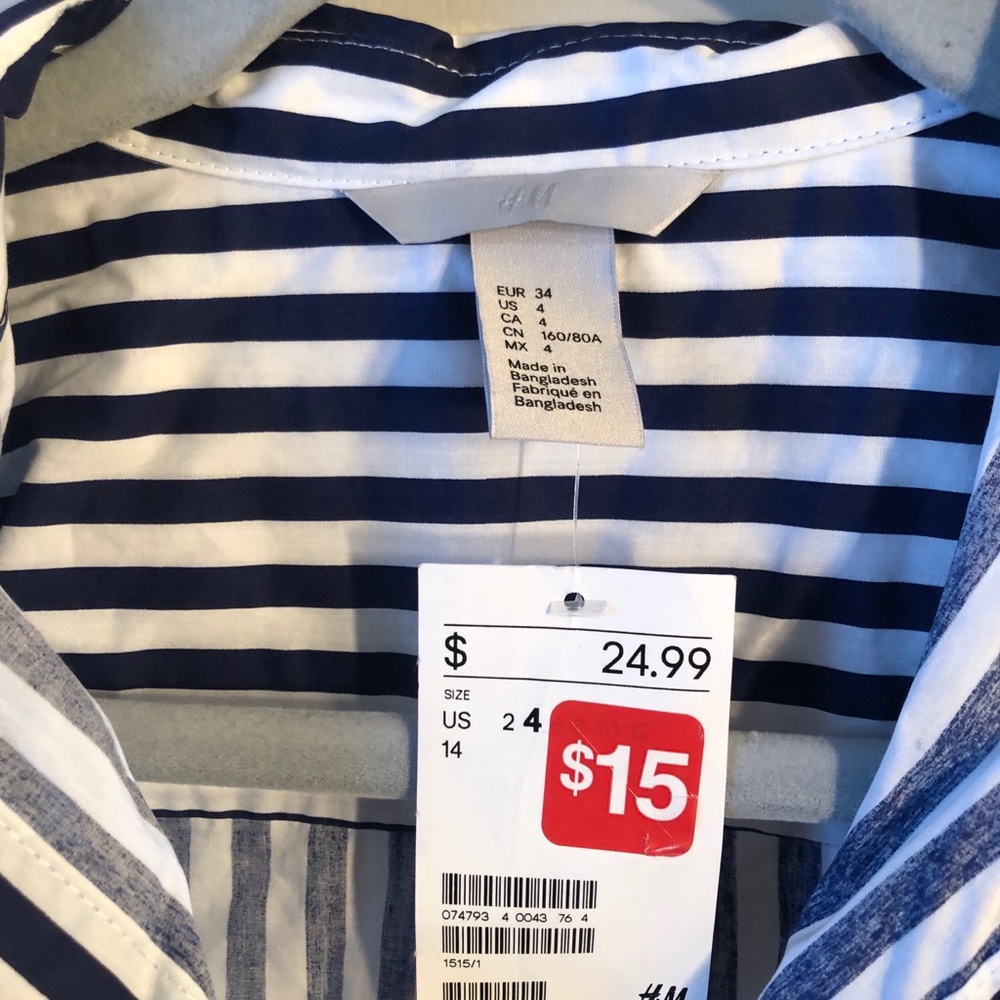 H&M
EUR 34
US 4
CA 4
CN 160/80A
MX 4
Made in
Bangladesh
Fabriqué en
Bangladesh
$ 24.99
SIZE
US 2 4
14
$15
074793 4 0043 76 4
1515/1
H&M